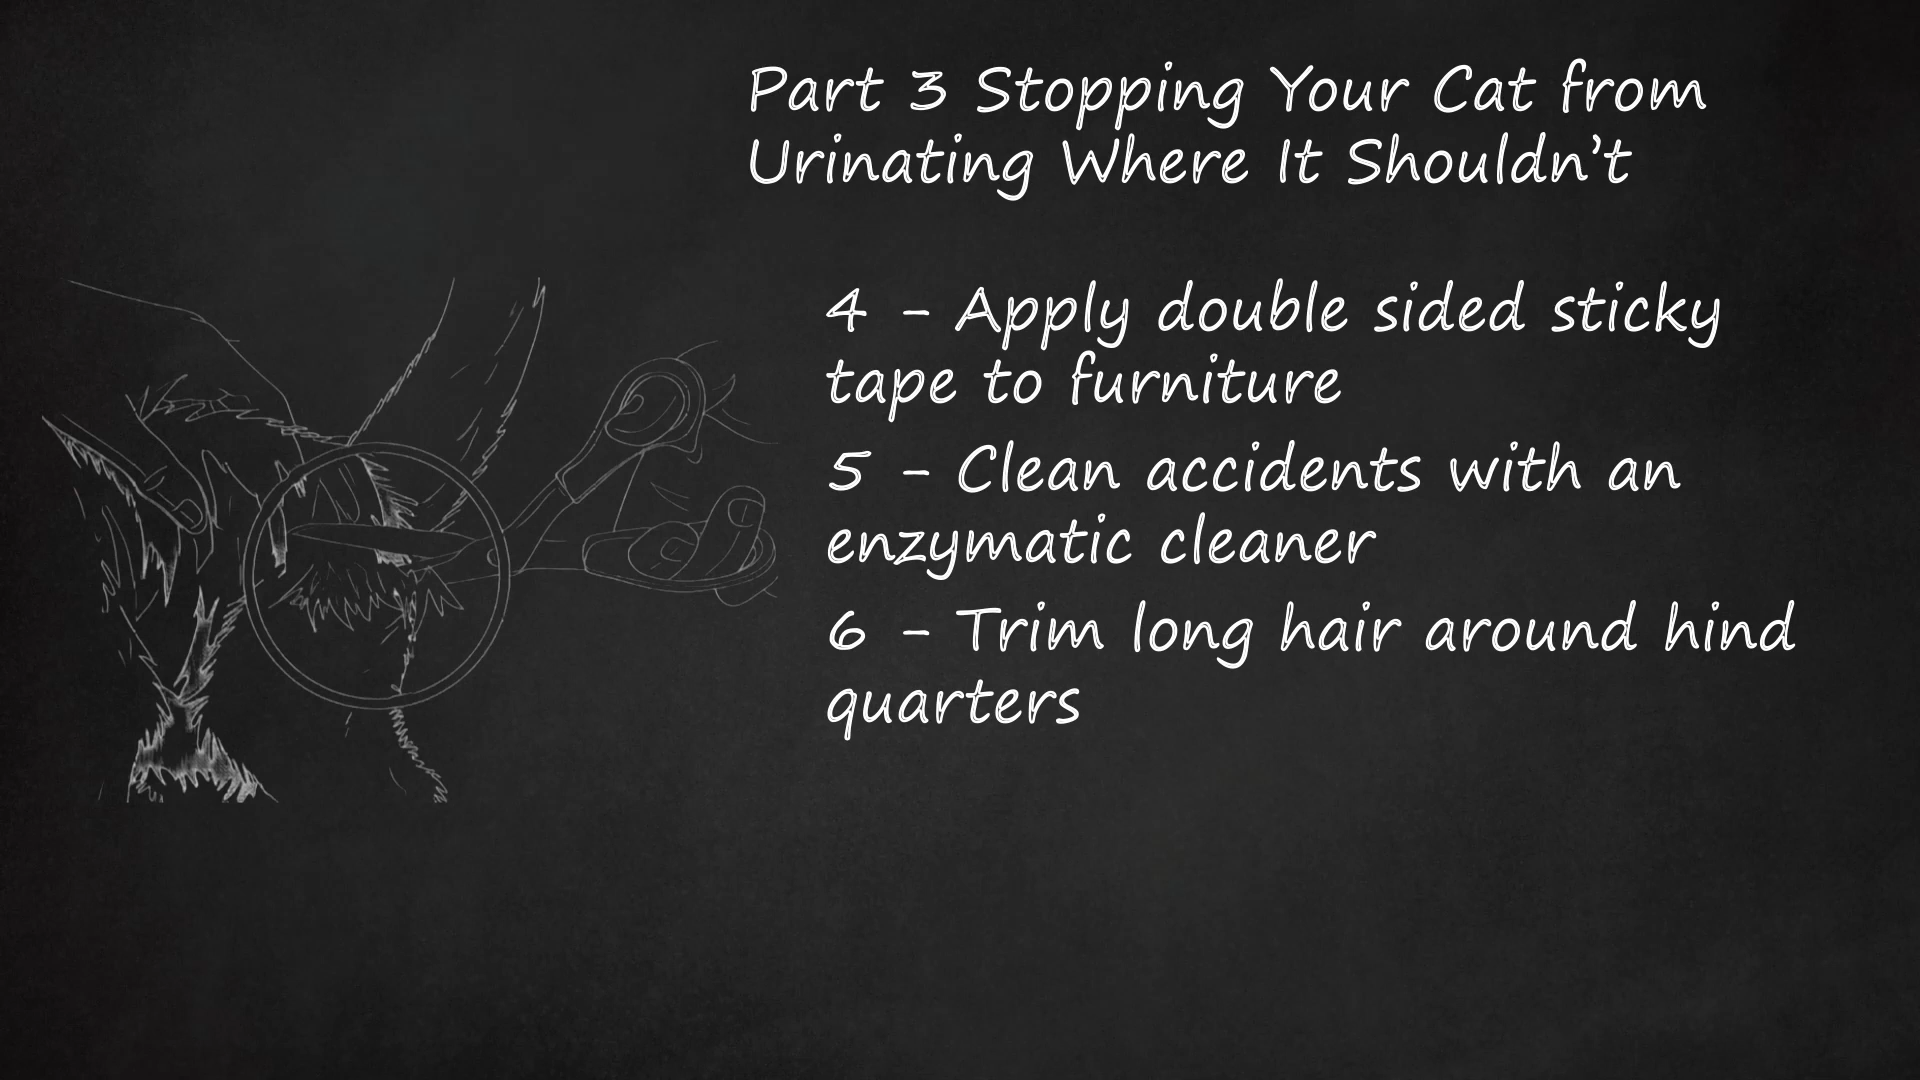 Part 3 Stopping Your Cat from
Urinating Where It Shouldn’t
4 - Apply double sided sticky
tape to furniture
5 - Clean accidents with an
enzymatic cleaner
6 - Trim long hair around hind
quarters